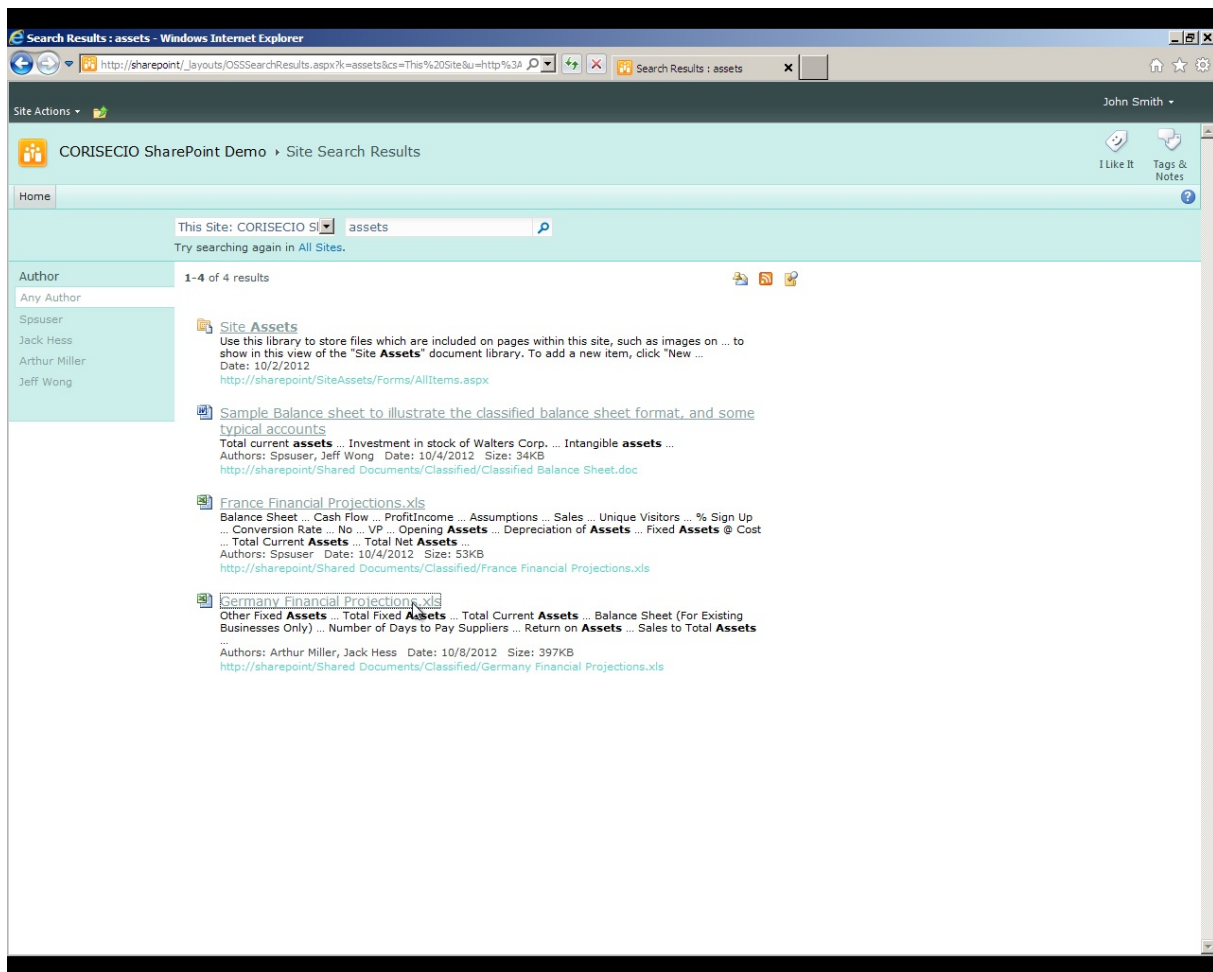 Search Results : assets - Windows Internet Explorer
http://sharepoint/_layouts/OSSSearchResults.aspx?k=assets&cs=This%20Site&u=http%3A
Search Results : assets
Site Actions
John Smith
CORISECIO SharePoint Demo › Site Search Results
I Like It
Tags &
Notes
Home
This Site: CORISECIO S
assets
Try searching again in All Sites.
Author
Any Author
Spsuser
Jack Hess
Arthur Miller
Jeff Wong
1-4 of 4 results
Site Assets
Use this library to store files which are included on pages within this site, such as images on ... to
show in this view of the "Site Assets" document library. To add a new item, click "New ...
Date: 10/2/2012
http://sharepoint/SiteAssets/Forms/AllItems.aspx
Sample Balance sheet to illustrate the classified balance sheet format, and some
typical accounts
Total current assets ... Investment in stock of Walters Corp. ... Intangible assets ...
Authors: Spsuser, Jeff Wong Date: 10/4/2012 Size: 34KB
http://sharepoint/Shared Documents/Classified/Classified Balance Sheet.doc
France Financial Projections.xls
Balance Sheet ... Cash Flow ... ProfitIncome ... Assumptions ... Sales ... Unique Visitors ... % Sign Up
... Conversion Rate ... No ... VP ... Opening Assets ... Depreciation of Assets ... Fixed Assets @ Cost
... Total Current Assets ... Total Net Assets ...
Authors: Spsuser Date: 10/4/2012 Size: 53KB
http://sharepoint/Shared Documents/Classified/France Financial Projections.xls
Germany Financial Projections.xls
Other Fixed Assets ... Total Fixed Assets ... Total Current Assets ... Balance Sheet (For Existing
Businesses Only) ... Number of Days to Pay Suppliers ... Return on Assets ... Sales to Total Assets
...
Authors: Arthur Miller, Jack Hess Date: 10/8/2012 Size: 397KB
http://sharepoint/Shared Documents/Classified/Germany Financial Projections.xls